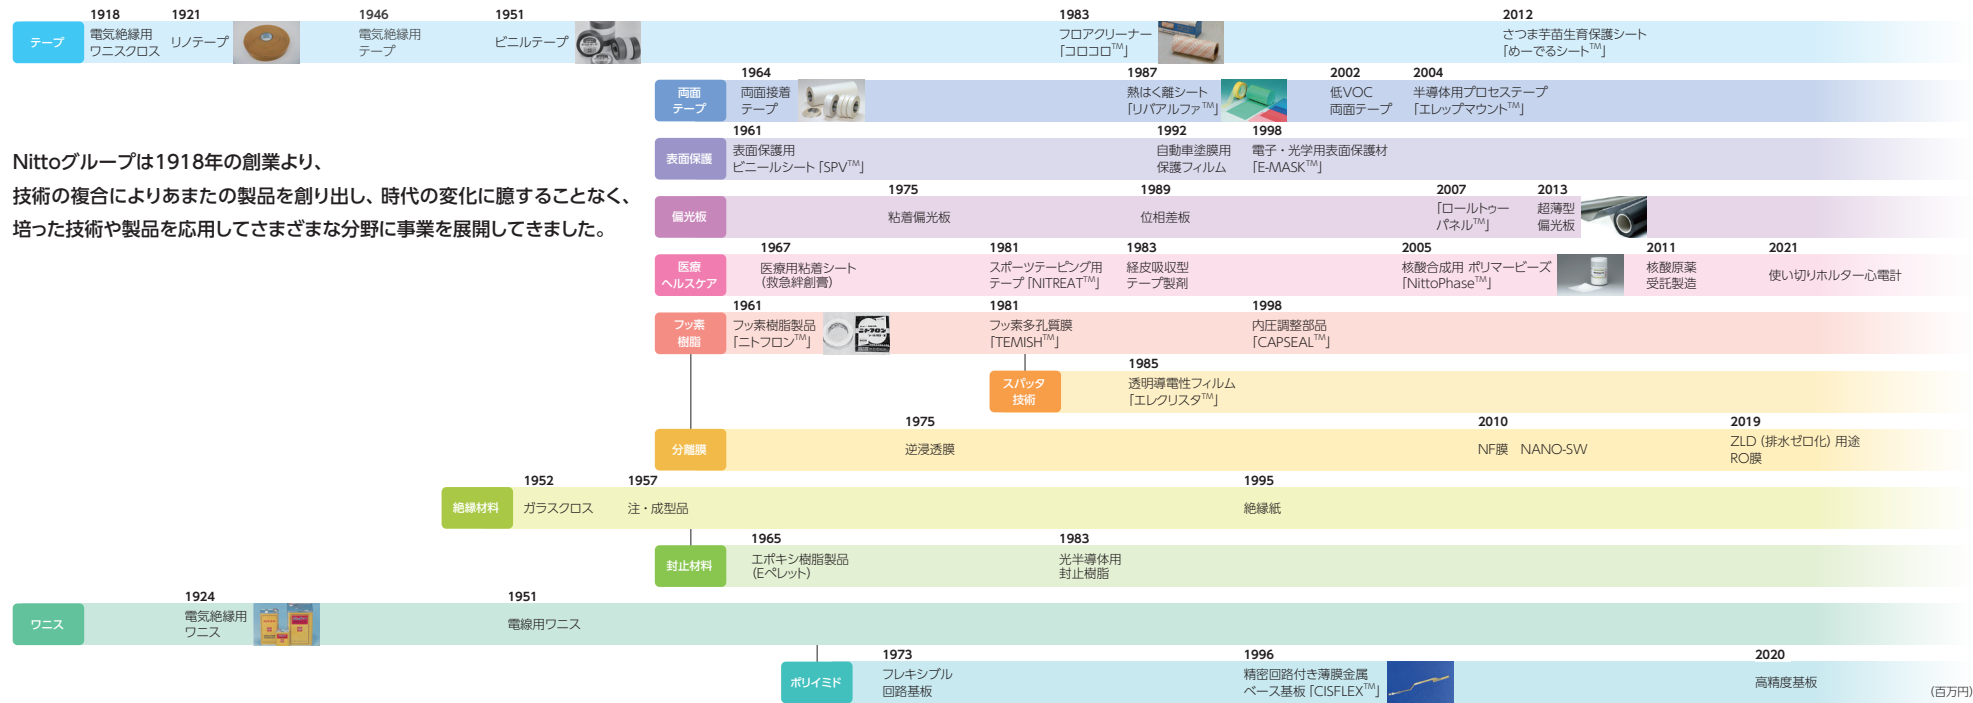 1918
1921
1946
1951
1983
2012
テープ
電気絶縁用
ワニスクロス
リノテープ
電気絶縁用
テープ
ビニルテープ
フロアクリーナー
「コロコロ™」
さつま芋苗生育保護シート
「めーでるシート™」
1964
1987
2002
2004
両面
テープ
両面接着
テープ
熱はく離シート
「リバアルファ™」
低VOC
両面テープ
半導体用プロセステープ
「エレップマウント™」
1961
1992
1998
表面保護
表面保護用
ビニールシート「SPV™」
自動車塗膜用
保護フィルム
電子・光学用表面保護材
「E-MASK™」
Nittoグループは1918年の創業より、
技術の複合によりあまたの製品を創り出し、時代の変化に臆することなく、
培った技術や製品を応用してさまざまな分野に事業を展開してきました。
1975
1989
2007
2013
偏光板
粘着偏光板
位相差板
「ロールトゥー
パネル™」
超薄型
偏光板
1967
1981
1983
2005
2011
2021
医療
ヘルスケア
医療用粘着シート
（救急絆創膏）
スポーツテーピング用
テープ「NITREAT™」
経皮吸収型
テープ製剤
核酸合成用 ポリマービーズ
「NittoPhase™」
核酸原薬
受託製造
使い切りホルター心電計
1961
1981
1998
フッ素
樹脂
フッ素樹脂製品
「ニトフロン™」
ニトフロン
フッ素多孔質膜
「TEMISH™」
内圧調整部品
「CAPSEAL™」
1985
スパッタ
技術
透明導電性フィルム
「エレクリスタ™」
1975
2010
2019
分離膜
逆浸透膜
NF膜　NANO-SW
ZLD（排水ゼロ化）用途
RO膜
1952
1957
1995
絶縁材料
ガラスクロス
注・成型品
絶縁紙
1965
1983
封止材料
エポキシ樹脂製品
（Eペレット）
光半導体用
封止樹脂
1924
1951
ワニス
電気絶縁用
ワニス
電線用ワニス
1973
1996
2020
ポリイミド
フレキシブル
回路基板
精密回路付き薄膜金属
ベース基板「CISFLEX™」
高精度基板
（百万円）